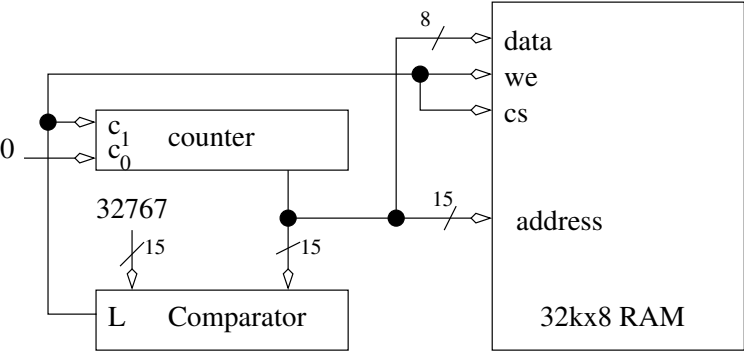 8
data
we
cs
c1
counter
0
c0
32767
15
address
15
15
L
Comparator
32kx8 RAM